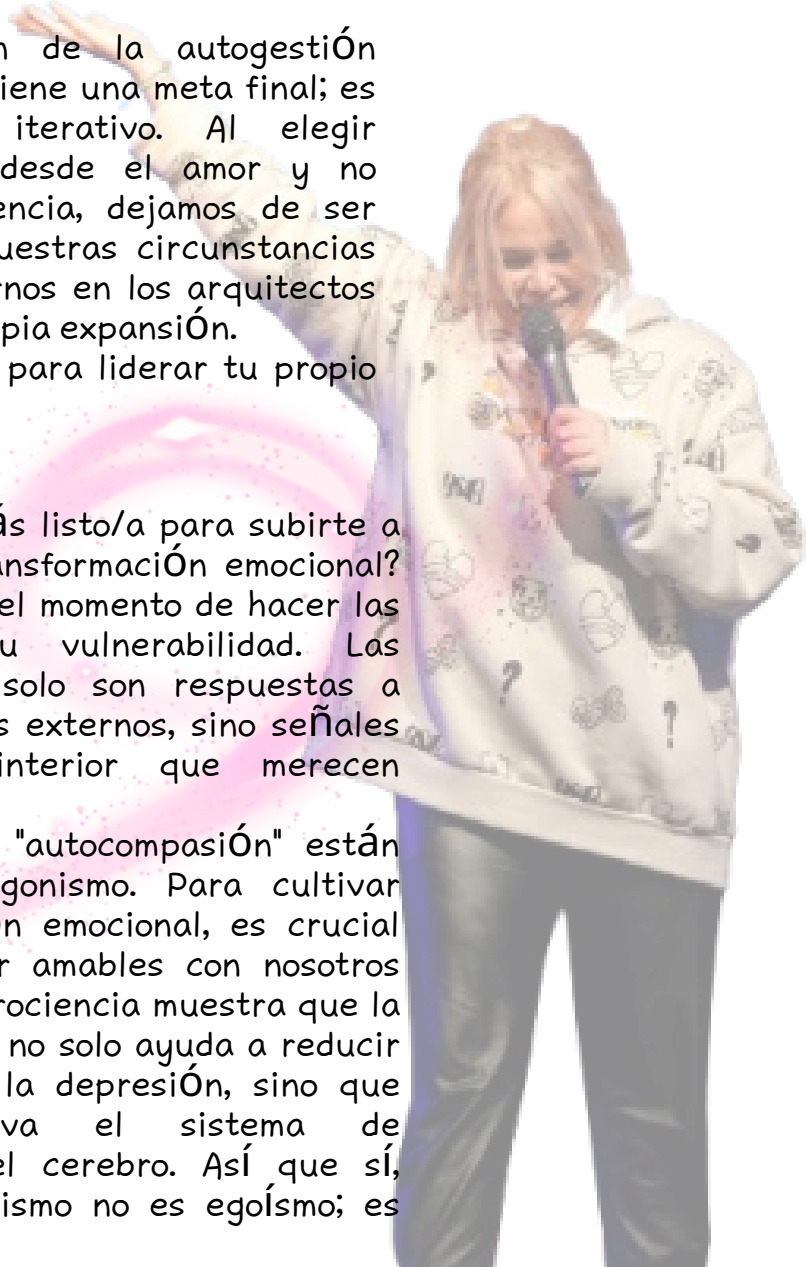 n de la autogestión
iene una meta final; es
iterativo. Al elegir
desde el amor y no
encia, dejamos de ser
uestras circunstancias
rnos en los arquitectos
pia expansión.
para liderar tu propio
ás listo/a para subirte a
ansformación emocional?
el momento de hacer las
u vulnerabilidad. Las
solo son respuestas a
s externos, sino señales
interior que merecen
"autocompasión" están
gonismo. Para cultivar
n emocional, es crucial
r amables con nosotros
rociencia muestra que la
no solo ayuda a reducir
la depresión, sino que
va el sistema de
el cerebro. Así que sí,
ismo no es egoísmo; es